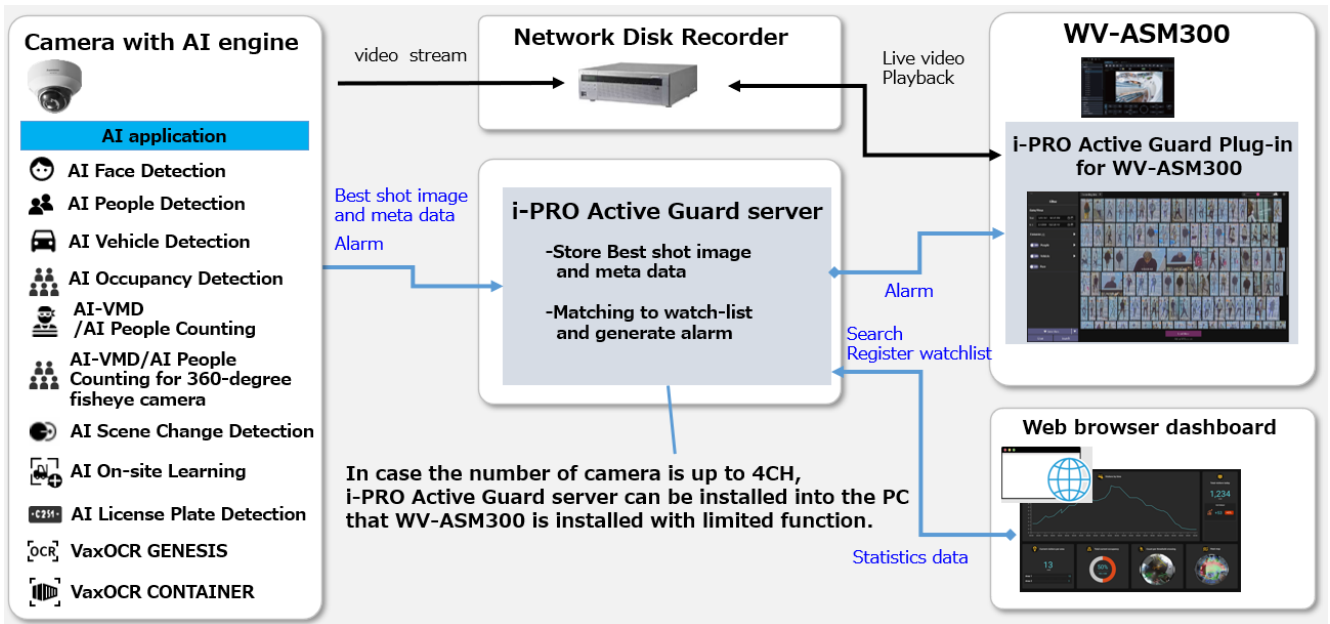 Camera with AI engine
AI application
AI Face Detection
AI People Detection
AI Vehicle Detection
AI Occupancy Detection
AI-VMD
/AI People Counting
AI-VMD/AI People
Counting for 360-degree
fisheye camera
AI Scene Change Detection
AI On-site Learning
·C251·
AI License Plate Detection
OCR
VaxOCR GENESIS
VaxOCR CONTAINER
video stream
Network Disk Recorder
Live video
Playback
Best shot image
and meta data
Alarm
i-PRO Active Guard server
-Store Best shot image
and meta data
-Matching to watch-list
and generate alarm
Alarm
Search
Register watchlist
In case the number of camera is up to 4CH,
i-PRO Active Guard server can be installed into the PC
that WV-ASM300 is installed with limited function.
Statistics data
WV-ASM300
i-PRO Active Guard Plug-in
for WV-ASM300
Web browser dashboard
1,234
13
50%